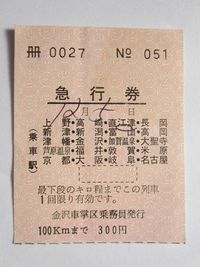 0027 № 051
急行券
月 日
(乗車駅)
上野・高崎・直江津・長岡
新津・新潟・富山・高岡
津幡・金沢・加賀温泉・大聖寺
芦原温泉・福井・敦賀・米原
京都・大阪・岐阜・名古屋
最下段のキロ程までこの列車
1回限り有効です。
金沢車掌区乗務員発行
100Kmまで 300円